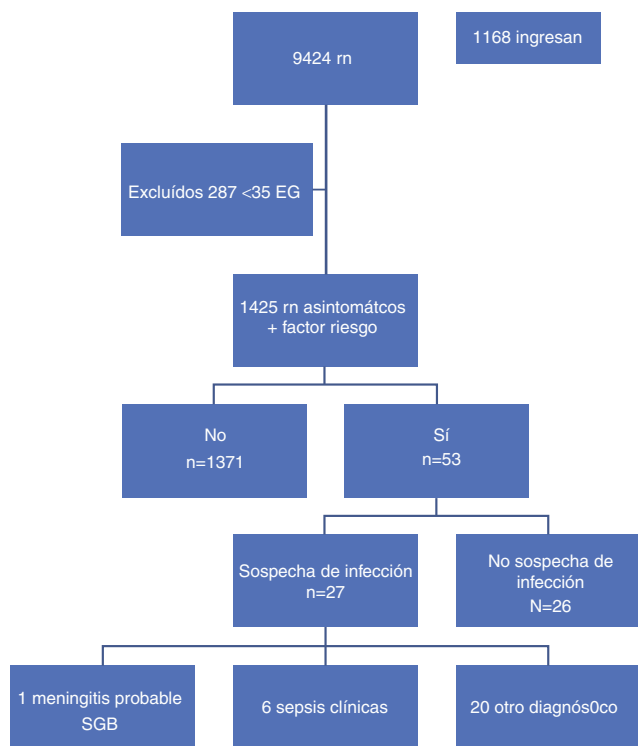 9424 rn
1168 ingresan
Excluídos 287 <35 EG
1425 rn asintomátcos
+ factor riesgo
No
n=1371
Sí
n=53
Sospecha de infección
n=27
No sospecha de
infección
N=26
1 meningitis probable
SGB
6 sepsis clínicas
20 otro diagnós0co